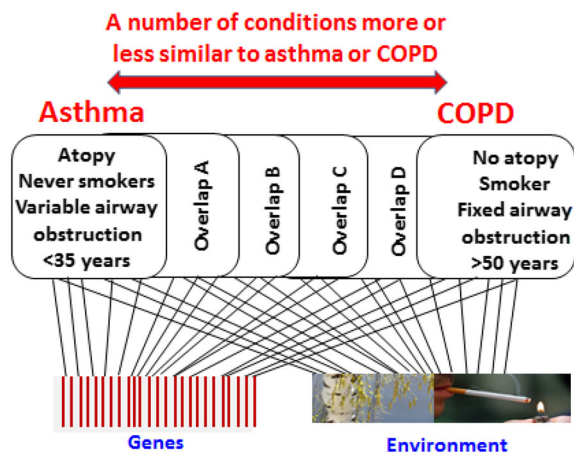 A number of conditions more or
less similar to asthma or COPD
Asthma
COPD
Atopy
Never smokers
Variable airway
obstruction
<35 years
Overlap A
Overlap B
Overlap C
Overlap D
No atopy
Smoker
Fixed airway
obstruction
>50 years
Genes
Environment